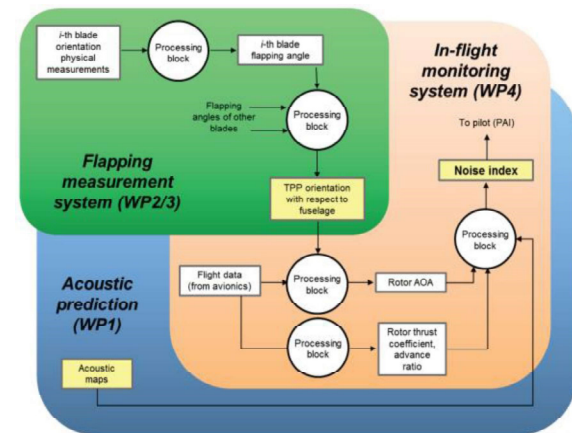 i-th blade
orientation
physical
measurements
Processing
block
i-th blade
flapping angle
In-flight
monitoring
system (WP4)
Flapping
angles of other
blades
Processing
block
To pilot (PAI)
Flapping
measurement
system (WP2/3)
Noise index
TPP orientation
with respect to
fuselage
Processing
block
Acoustic
prediction
(WP1)
Flight data
(from avionics)
Processing
block
Rotor AOA
Processing
block
Rotor thrust
coefficient,
advance
ratio
Acoustic
maps